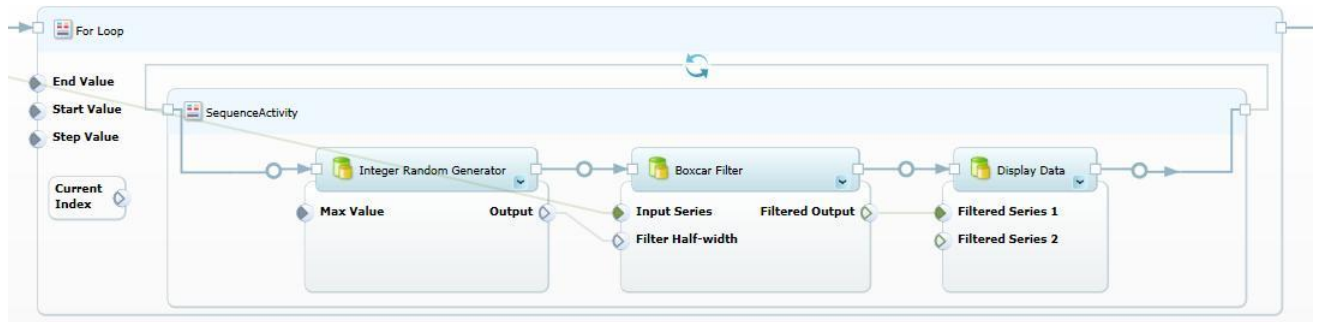 For Loop
End Value
Start Value
Step Value
Current
Index
SequenceActivity
Integer Random Generator
Max Value
Output
Boxcar Filter
Input Series
Filtered Output
Filter Half-width
Display Data
Filtered Series 1
Filtered Series 2